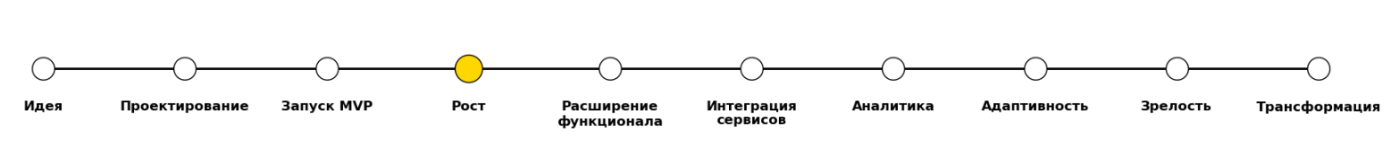 Идея
Проектирование
Запуск MVP
Рост
Расширение
функционала
Интеграция
сервисов
Аналитика
Адаптивность
Зрелость
Трансформация